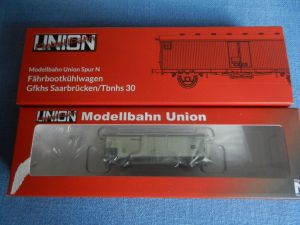 UNION
Modellbahn Union Spur N
Fährbootkühlwagen
Gfkhs Saarbrücken/Tbnhs 30
UNION Modellbahn Union